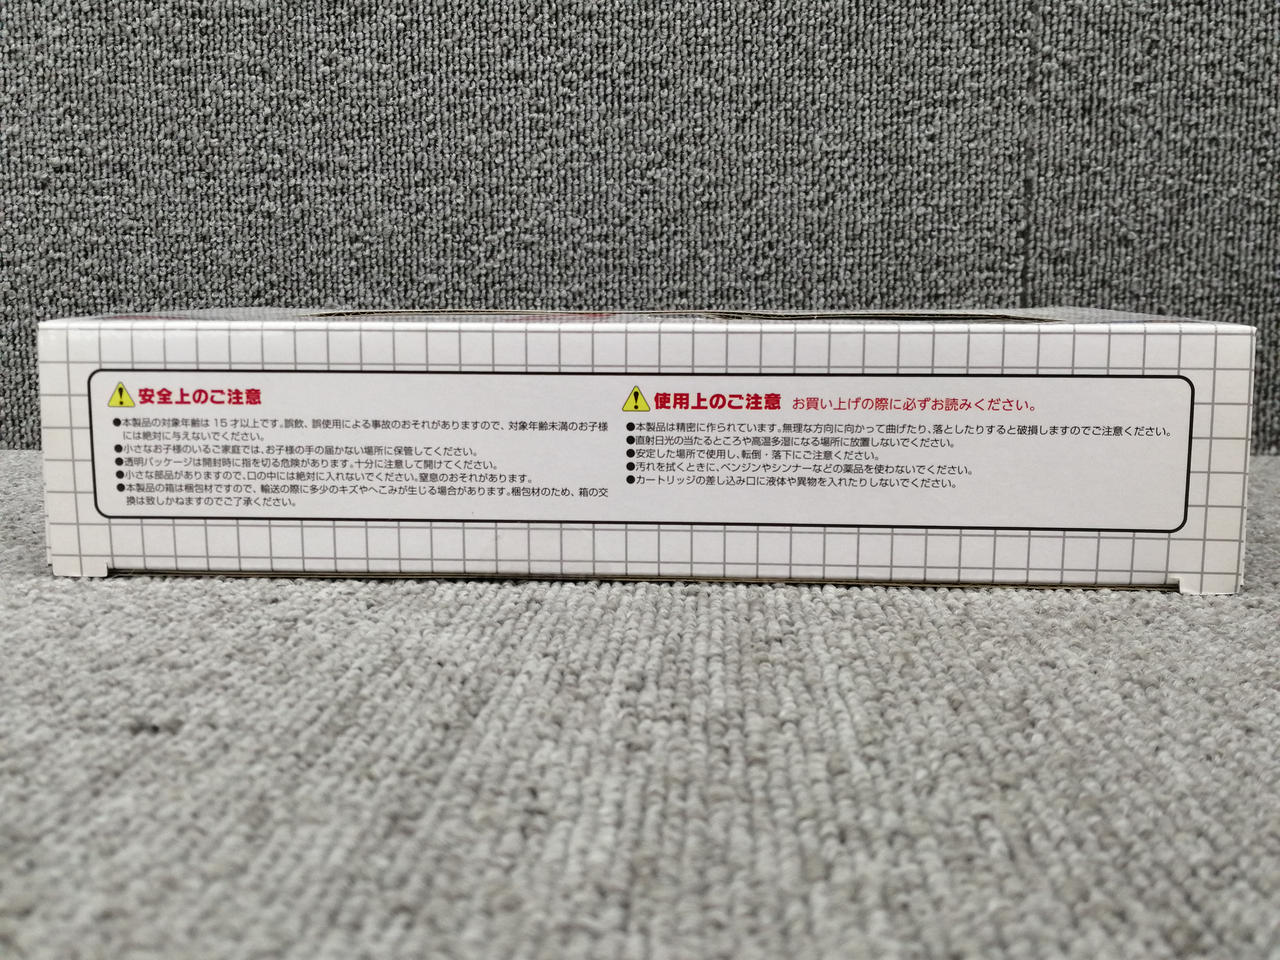 安全上のご注意
●本製品の対象年齢は 15 才以上です。誤飲、誤使用による事故のおそれがありますので、対象年齢未満のお子様
には絶対に与えないでください。
●小さなお子様のいるご家庭では、お子様の手の届かない場所に保管してください。
●透明パッケージは開封時に指を切る危険があります。十分に注意して開けてください。
●小さな部品がありますので、口の中には絶対に入れないでください。窒息のおそれがあります。
●本製品の箱は梱包材ですので、輸送の際に多少のキズやへこみが生じる場合があります。梱包材のため、箱の交
換は致しかねますのでご了承ください。
使用上のご注意 お買い上げの際に必ずお読みください。
●本製品は精密に作られています。無理な方向に向かって曲げたり、落としたりすると破損しますのでご注意ください。
●直射日光の当たるところや高温多湿になる場所に放置しないでください。
●安定した場所で使用し、転倒・落下にご注意ください。
●汚れを拭くときに、ベンジンやシンナーなどの薬品を使わないでください。
●カートリッジの差し込み口に液体や異物を入れたりしないでください。